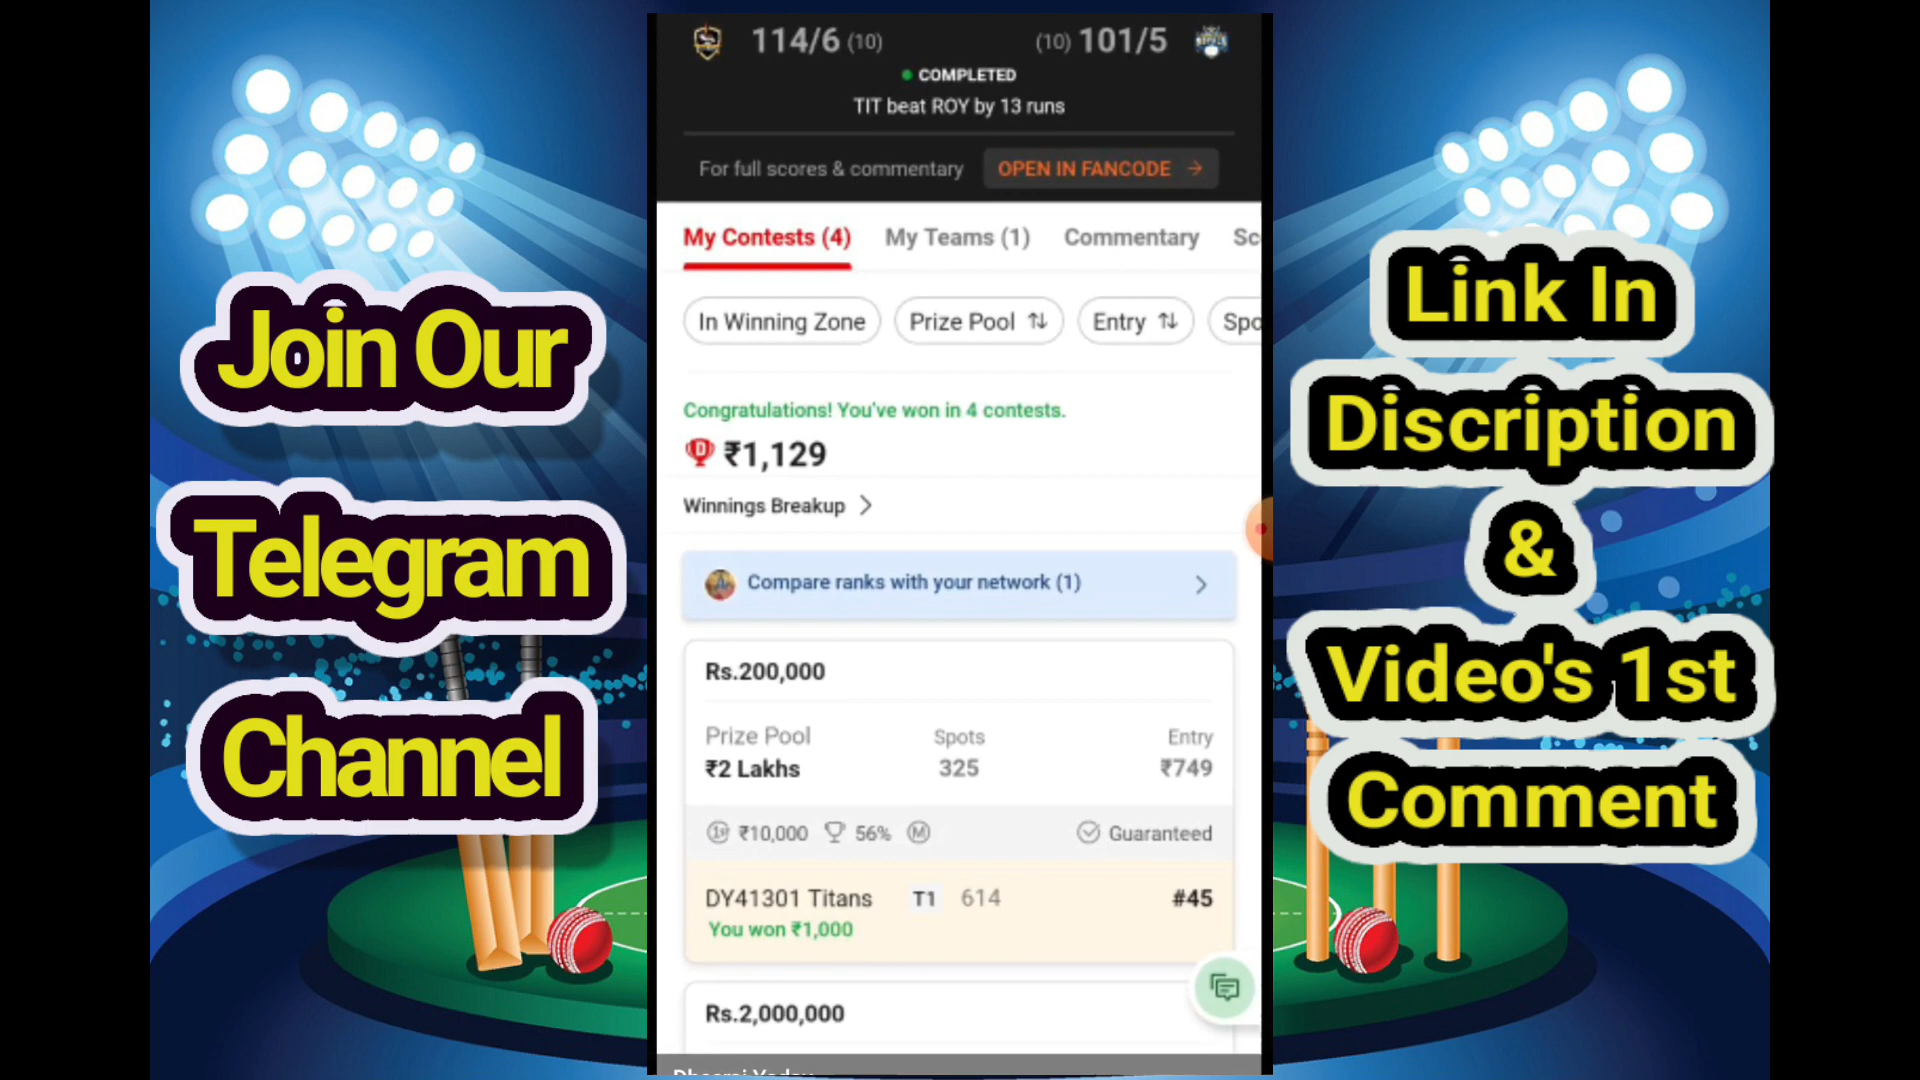 Join Our
Telegram
Channel
114/6 (10)
(10) 101/5
COMPLETED
TIT beat ROY by 13 runs
For full scores & commentary
OPEN IN FANCODE →
My Contests (4)
My Teams (1)
Commentary
Sc
In Winning Zone
Prize Pool
Entry
Spo
Congratulations! You've won in 4 contests.
₹1,129
Winnings Breakup
Compare ranks with your network (1)
Rs.200,000
Prize Pool
Spots
Entry
₹2 Lakhs
325
₹749
1st ₹10,000 56% M
Guaranteed
DY41301 Titans T1 614 #45
You won ₹1,000
Rs.2,000,000
Link In
Discription
&
Video's 1st
Comment